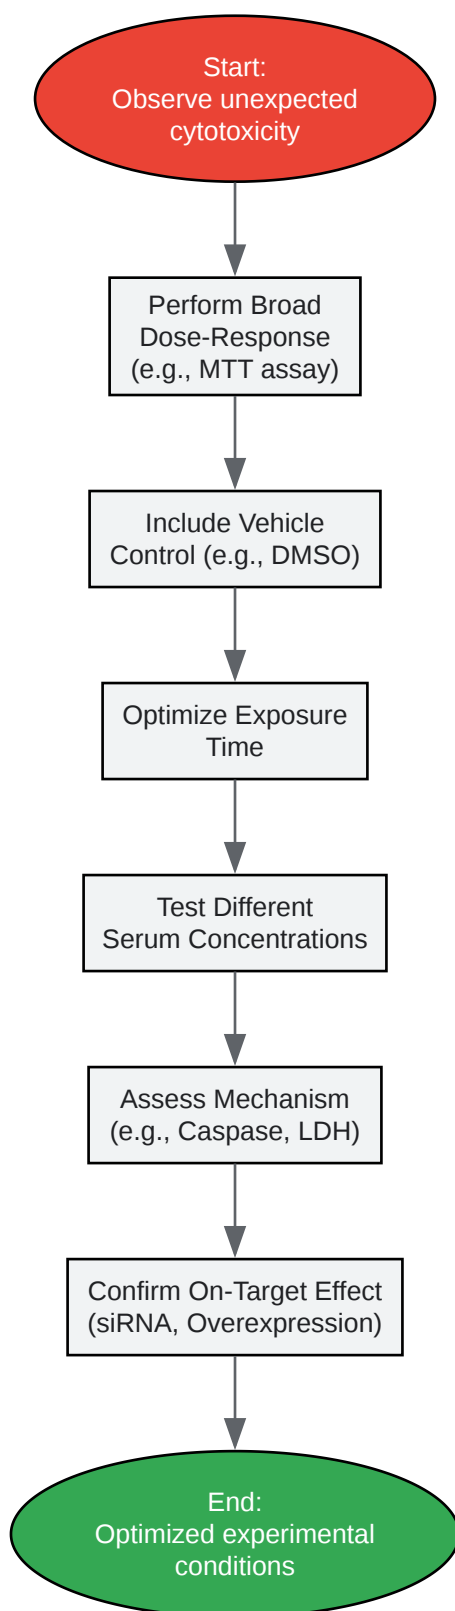 Start:
Observe unexpected
cytotoxicity
Perform Broad
Dose-Response
(e.g., MTT assay)
Include Vehicle
Control (e.g., DMSO)
Optimize Exposure
Time
Test Different
Serum Concentrations
Assess Mechanism
(e.g., Caspase, LDH)
Confirm On-Target Effect
(siRNA, Overexpression)
End:
Optimized experimental
conditions